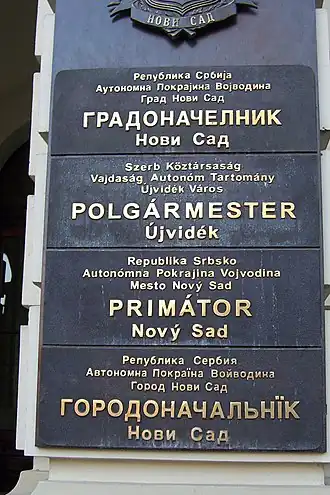 НОВИ САД
Република Србија
Аутономна Покрајина Војводина
Град Нови Сад
ГРАДОНАЧЕЛНИК
Нови Сад
Szerb Köztársaság
Vajdaság Autonóm Tartomány
Újvidék Város
POLGÁRMESTER
Újvidék
Republika Srbsko
Autonómna Pokrajina Vojvodina
Mesto Nový Sad
PRIMÁTOR
Nový Sad
Република Сербия
Автономна Покраїна Войводина
Город Нови Сад
ГОРОДОНАЧАЛЬНЇК
Нови Сад